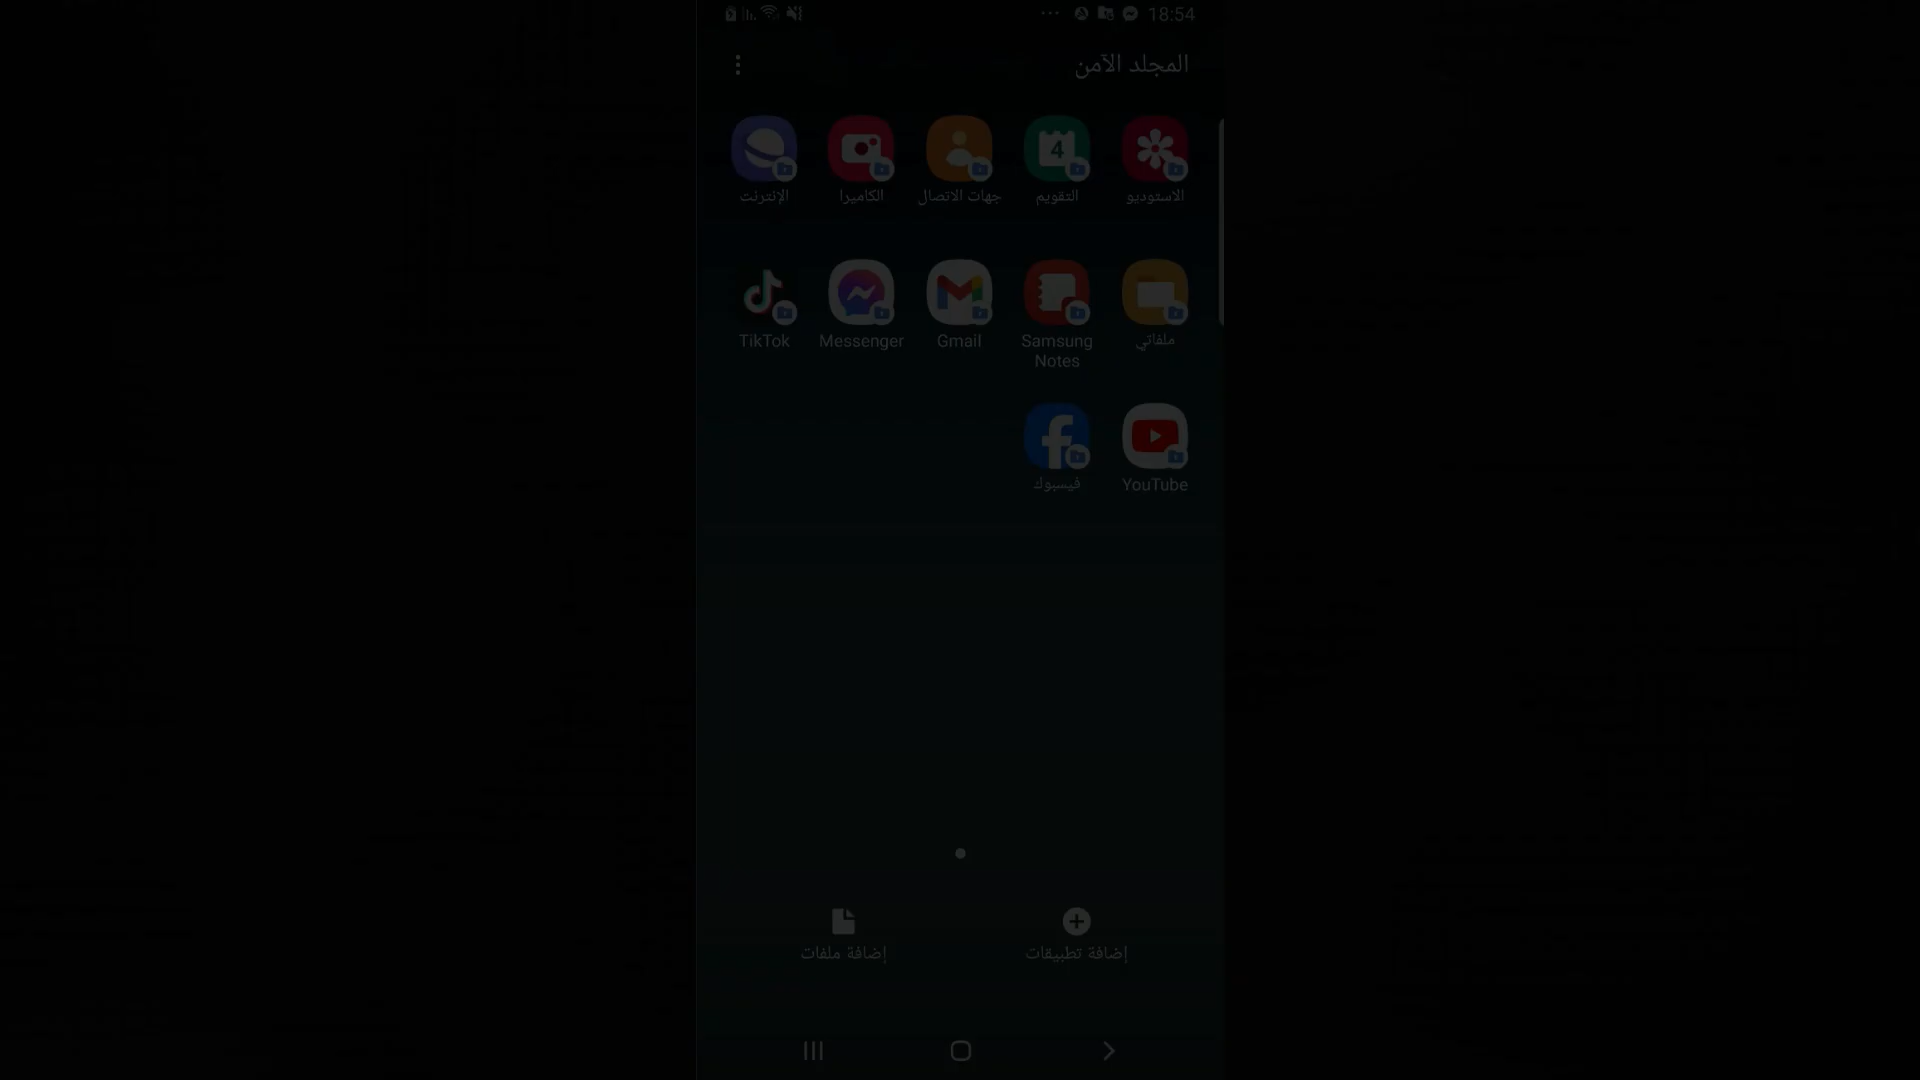 18:54
المجلد الآمن
الاستوديو
التقويم
4
جهات الاتصال
الكاميرا
الإنترنت
ملفاتي
Samsung
Notes
Gmail
Messenger
TikTok
YouTube
فيسبوك
إضافة تطبيقات
إضافة ملفات